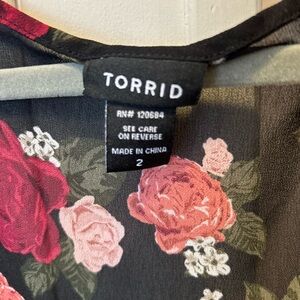 TORRID
RN# 120684
SEE CARE
ON REVERSE
MADE IN CHINA
2